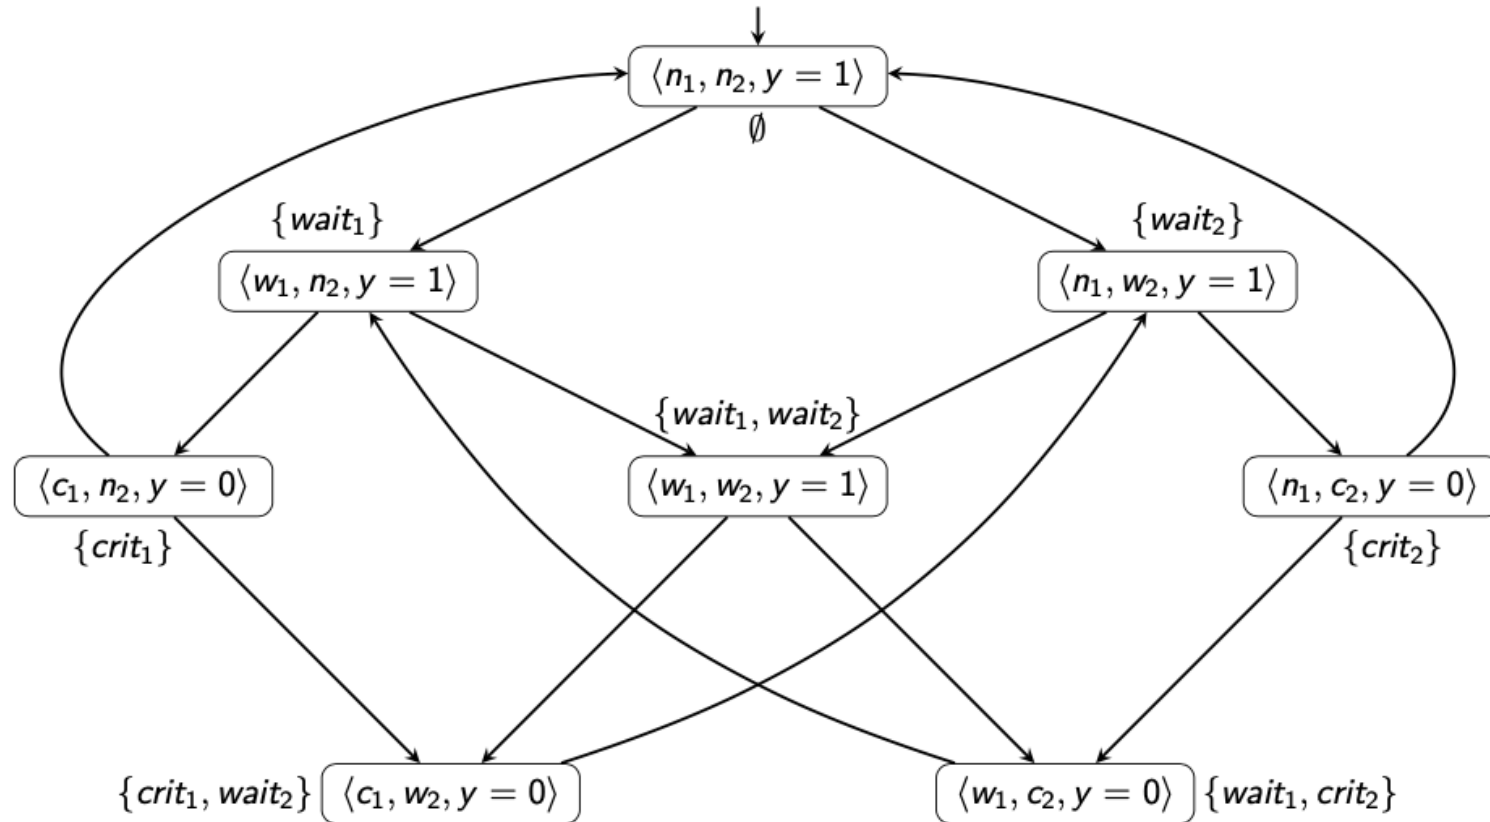 ⟨n₁, n₂, y = 1⟩
∅
{wait₁}
{wait₂}
⟨w₁, n₂, y = 1⟩
⟨n₁, w₂, y = 1⟩
{wait₁, wait₂}
⟨c₁, n₂, y = 0⟩
⟨w₁, w₂, y = 1⟩
⟨n₁, c₂, y = 0⟩
{crit₁}
{crit₂}
{crit₁, wait₂}
⟨c₁, w₂, y = 0⟩
⟨w₁, c₂, y = 0⟩
{wait₁, crit₂}